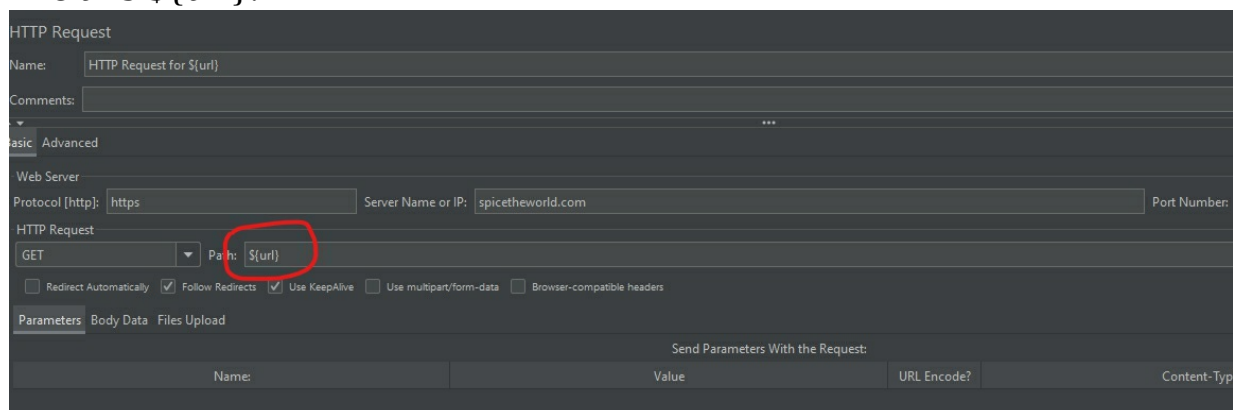 HTTP Request
Name: HTTP Request for ${url}
Comments:
Basic Advanced
Web Server
Protocol [http]: https Server Name or IP: spicetheworld.com Port Number:
HTTP Request
GET Path: ${url}
Redirect Automatically Follow Redirects Use KeepAlive Use multipart/form-data Browser-compatible headers
Parameters Body Data Files Upload
Send Parameters With the Request:
Name: Value URL Encode? Content-Typ